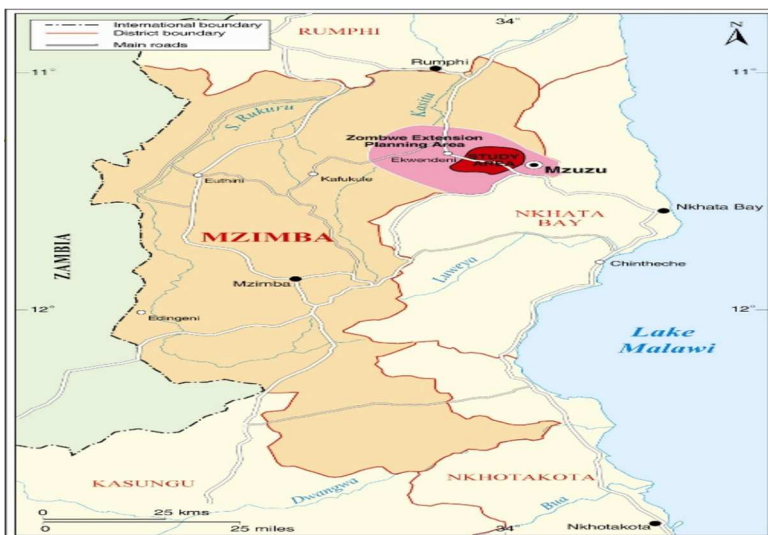 International boundary
District boundary
Main roads
RUMPHI
34°
N
Rumphi
11°
11°
S. Rukuru
Kasitu
Zombwe Extension
Planning Area
Ekwendeni
STUDY
AREA
Mzuzu
Euthini
Kafukule
Nkhata Bay
NKHATA
BAY
MZIMBA
ZAMBIA
Luweya
Chintheche
Mzimba
12°
12°
Edingeni
Lake
Malawi
KASUNGU
Dwangwa
NKHOTAKOTA
Bua
0 25 kms
0 25 miles
34°
Nkhotakota